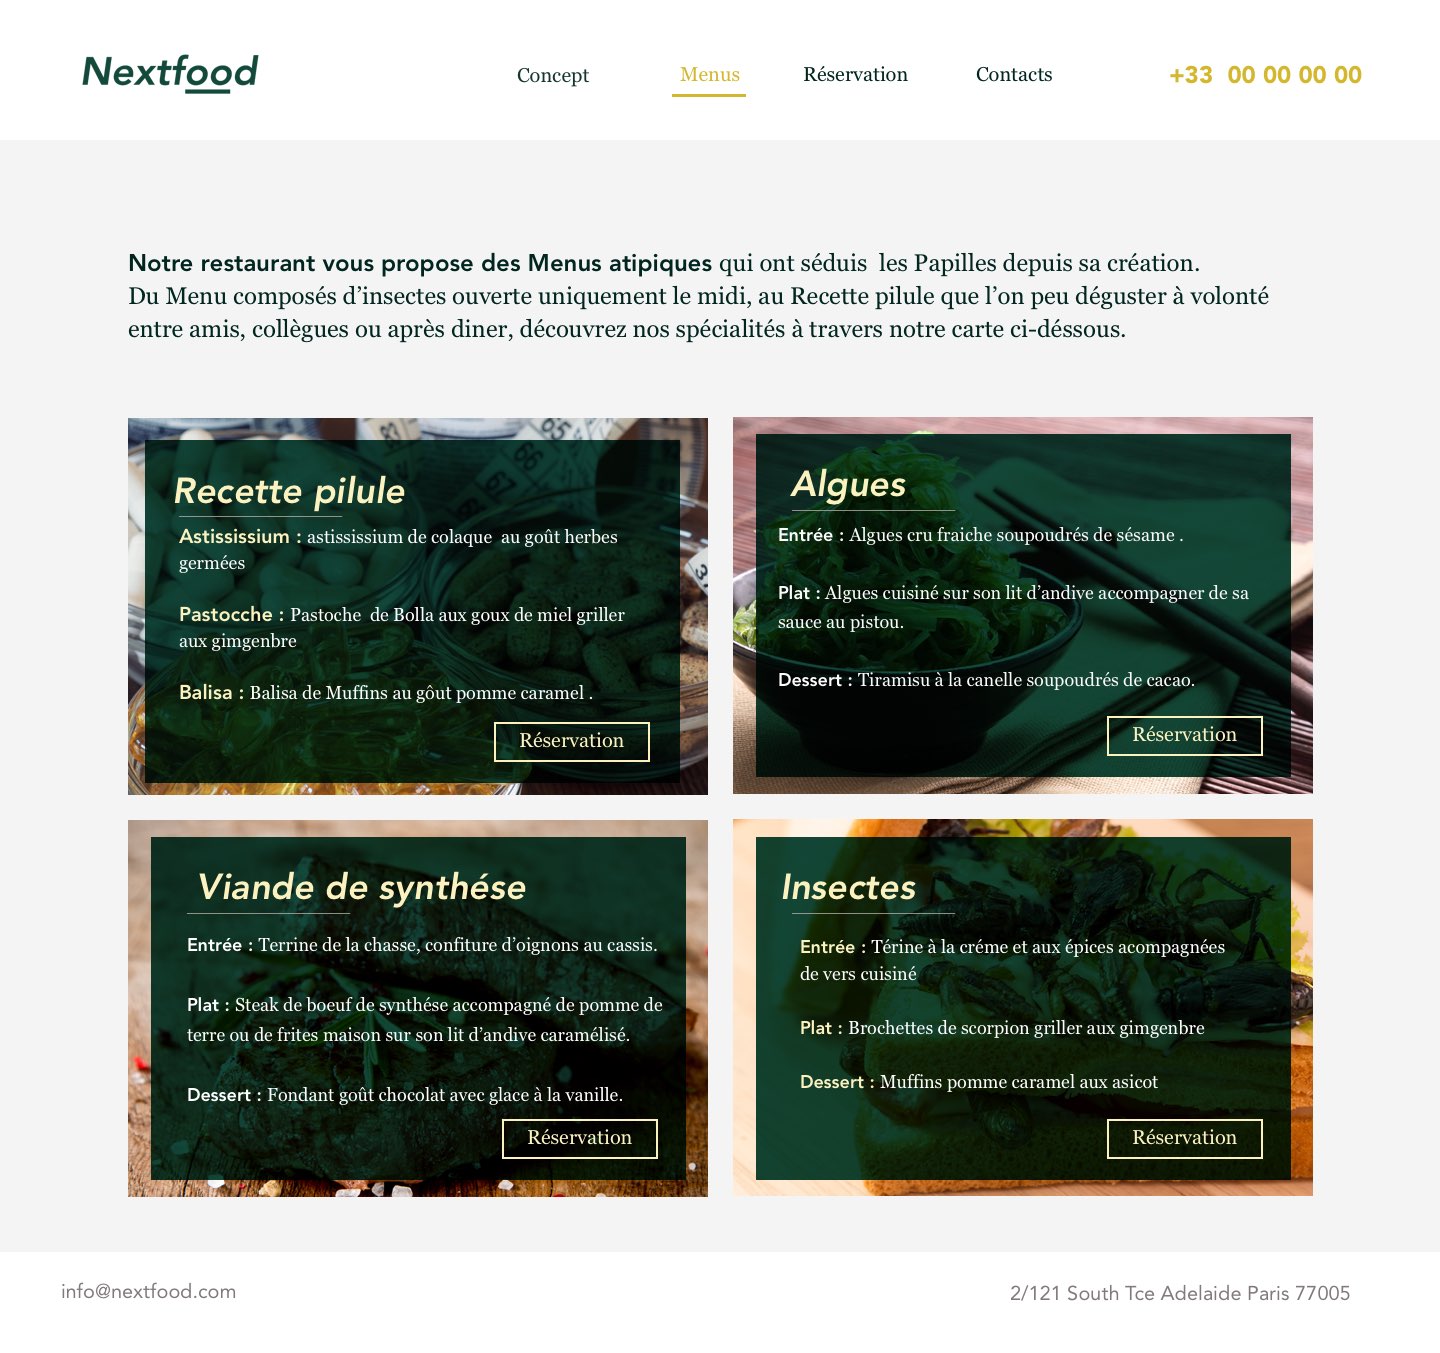 Nextfood
Concept Menus Réservation Contacts +33 00 00 00 00
Notre restaurant vous propose des Menus atipiques qui ont séduis les Papilles depuis sa création.
Du Menu composés d’insectes ouverte uniquement le midi, au Recette pilule que l’on peu déguster à volonté
entre amis, collègues ou après diner, découvrez nos spécialités à travers notre carte ci-déssous.
Recette pilule
Astississium : astississium de colaque au goût herbes
germées
Pastocche : Pastoche de Bolla aux goux de miel griller
aux gimgenbre
Balisa : Balisa de Muffins au gôut pomme caramel .
Réservation
Algues
Entrée : Algues cru fraiche soupoudrés de sésame .
Plat : Algues cuisiné sur son lit d’andive accompagner de sa
sauce au pistou.
Dessert : Tiramisu à la canelle soupoudrés de cacao.
Réservation
Viande de synthése
Entrée : Terrine de la chasse, confiture d’oignons au cassis.
Plat : Steak de boeuf de synthése accompagné de pomme de
terre ou de frites maison sur son lit d’andive caramélisé.
Dessert : Fondant goût chocolat avec glace à la vanille.
Réservation
Insectes
Entrée : Térine à la créme et aux épices acompagnées
de vers cuisiné
Plat : Brochettes de scorpion griller aux gimgenbre
Dessert : Muffins pomme caramel aux asicot
Réservation
info@nextfood.com
2/121 South Tce Adelaide Paris 77005